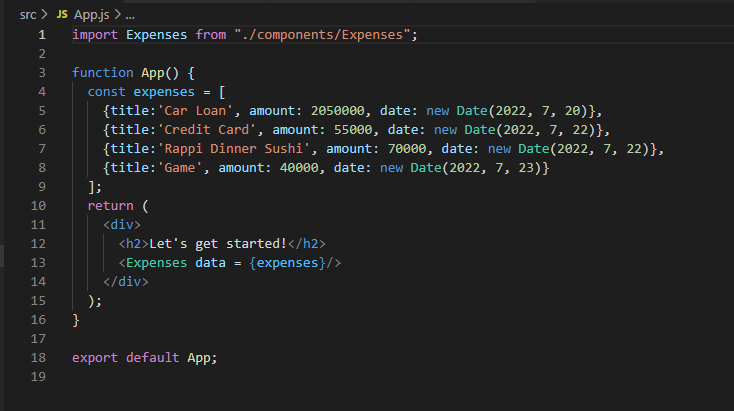 src > JS App.js > ...
1 import Expenses from "./components/Expenses";
2
3 function App() {
4   const expenses = [
5     {title:'Car Loan', amount: 2050000, date: new Date(2022, 7, 20)},
6     {title:'Credit Card', amount: 55000, date: new Date(2022, 7, 22)},
7     {title:'Rappi Dinner Sushi', amount: 70000, date: new Date(2022, 7, 22)},
8     {title:'Game', amount: 40000, date: new Date(2022, 7, 23)}
9   ];
10   return (
11     <div>
12       <h2>Let's get started!</h2>
13       <Expenses data = {expenses}/>
14     </div>
15   );
16 }
17
18 export default App;
19